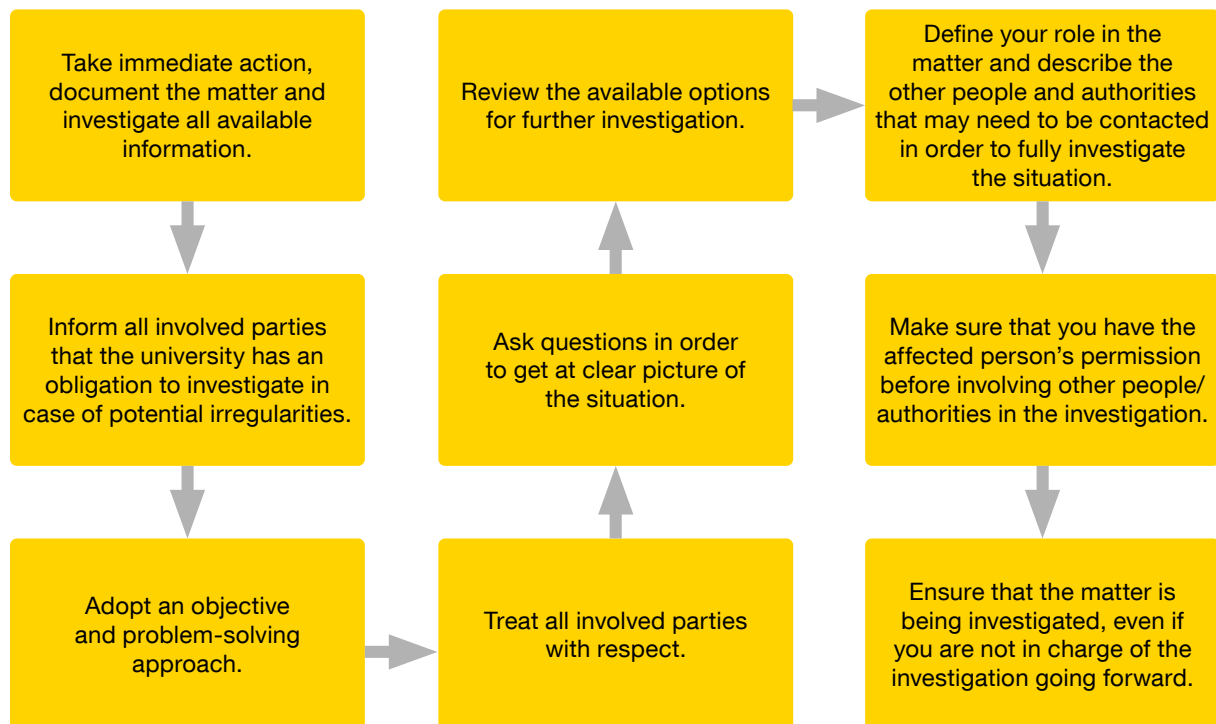 Take immediate action,
document the matter and
investigate all available
information.
Inform all involved parties
that the university has an
obligation to investigate in
case of potential irregularities.
Adopt an objective
and problem-solving
approach.
Treat all involved parties
with respect.
Ask questions in order
to get at clear picture of
the situation.
Review the available options
for further investigation.
Define your role in the
matter and describe the
other people and authorities
that may need to be contacted
in order to fully investigate
the situation.
Make sure that you have the
affected person’s permission
before involving other people/
authorities in the investigation.
Ensure that the matter is
being investigated, even if
you are not in charge of the
investigation going forward.